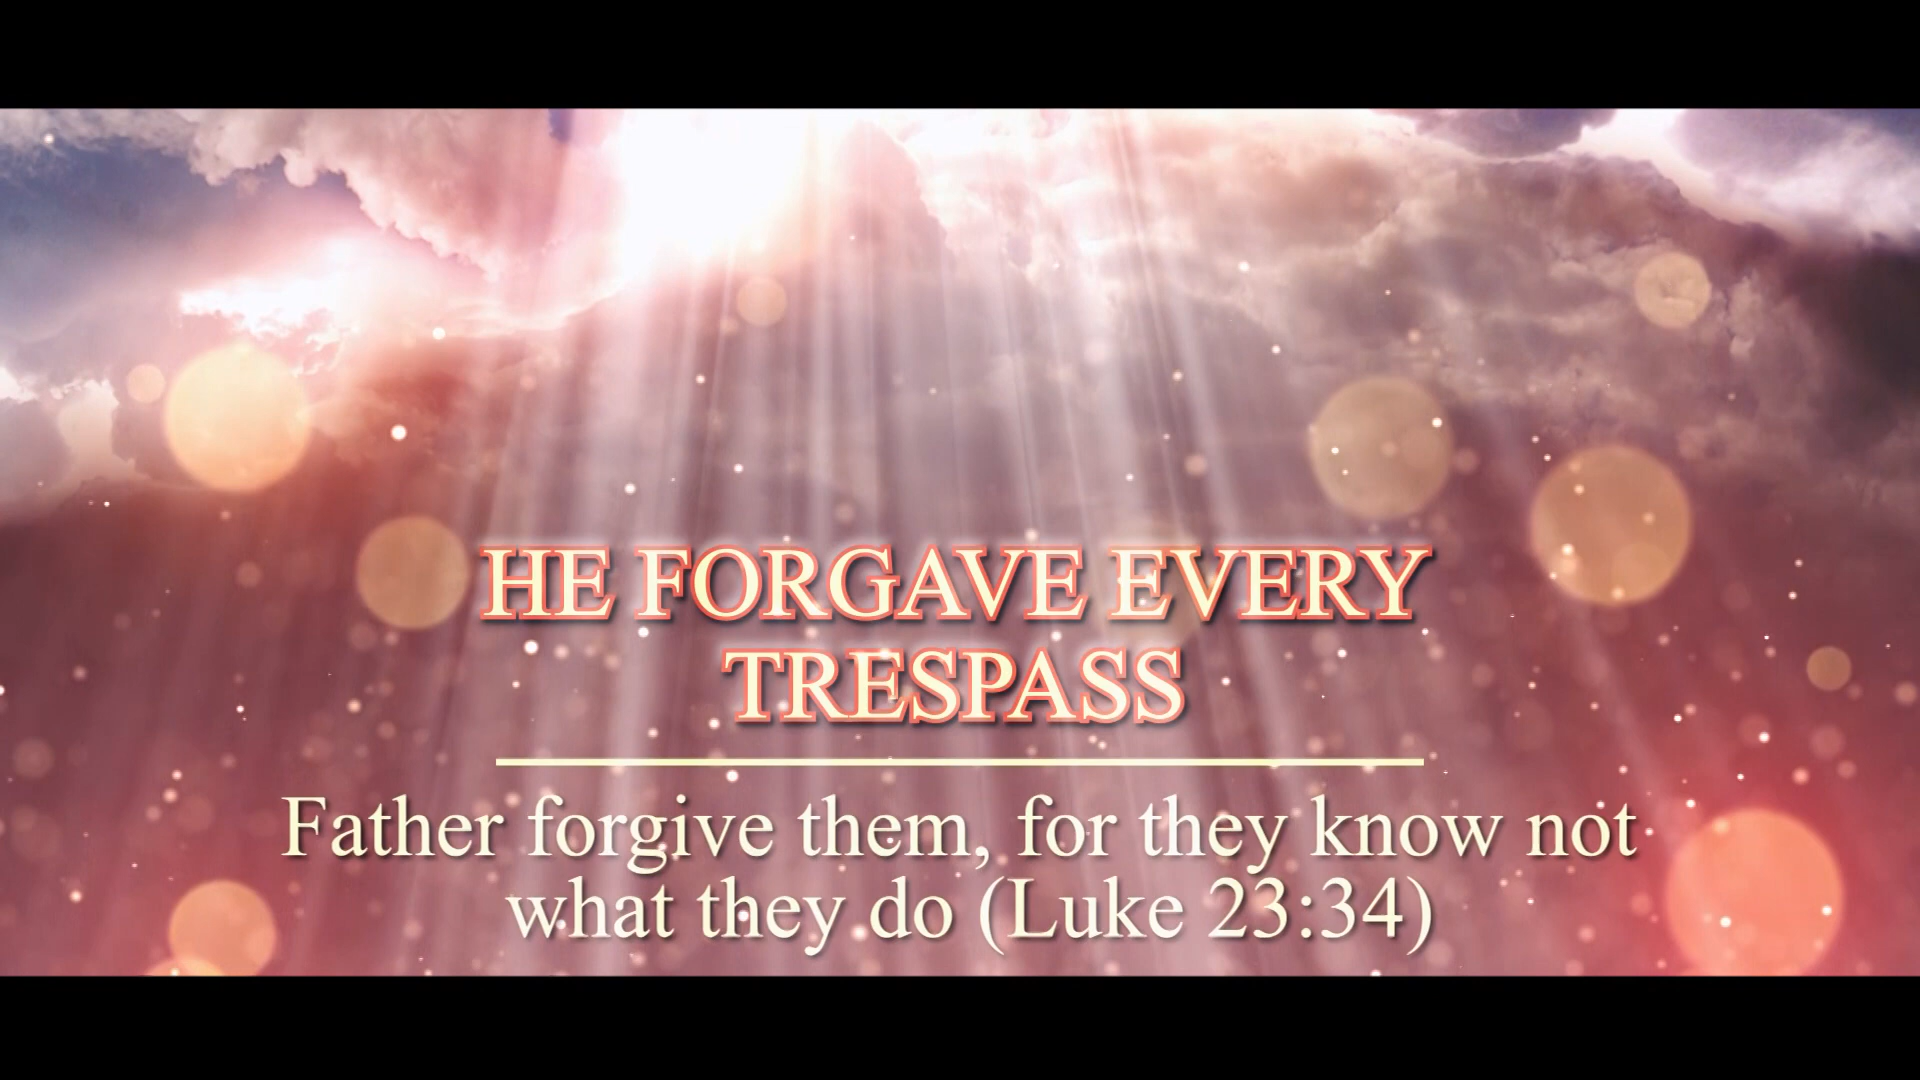 HE FORGAVE EVERY
TRESPASS
Father forgive them, for they know not
what they do (Luke 23:34)